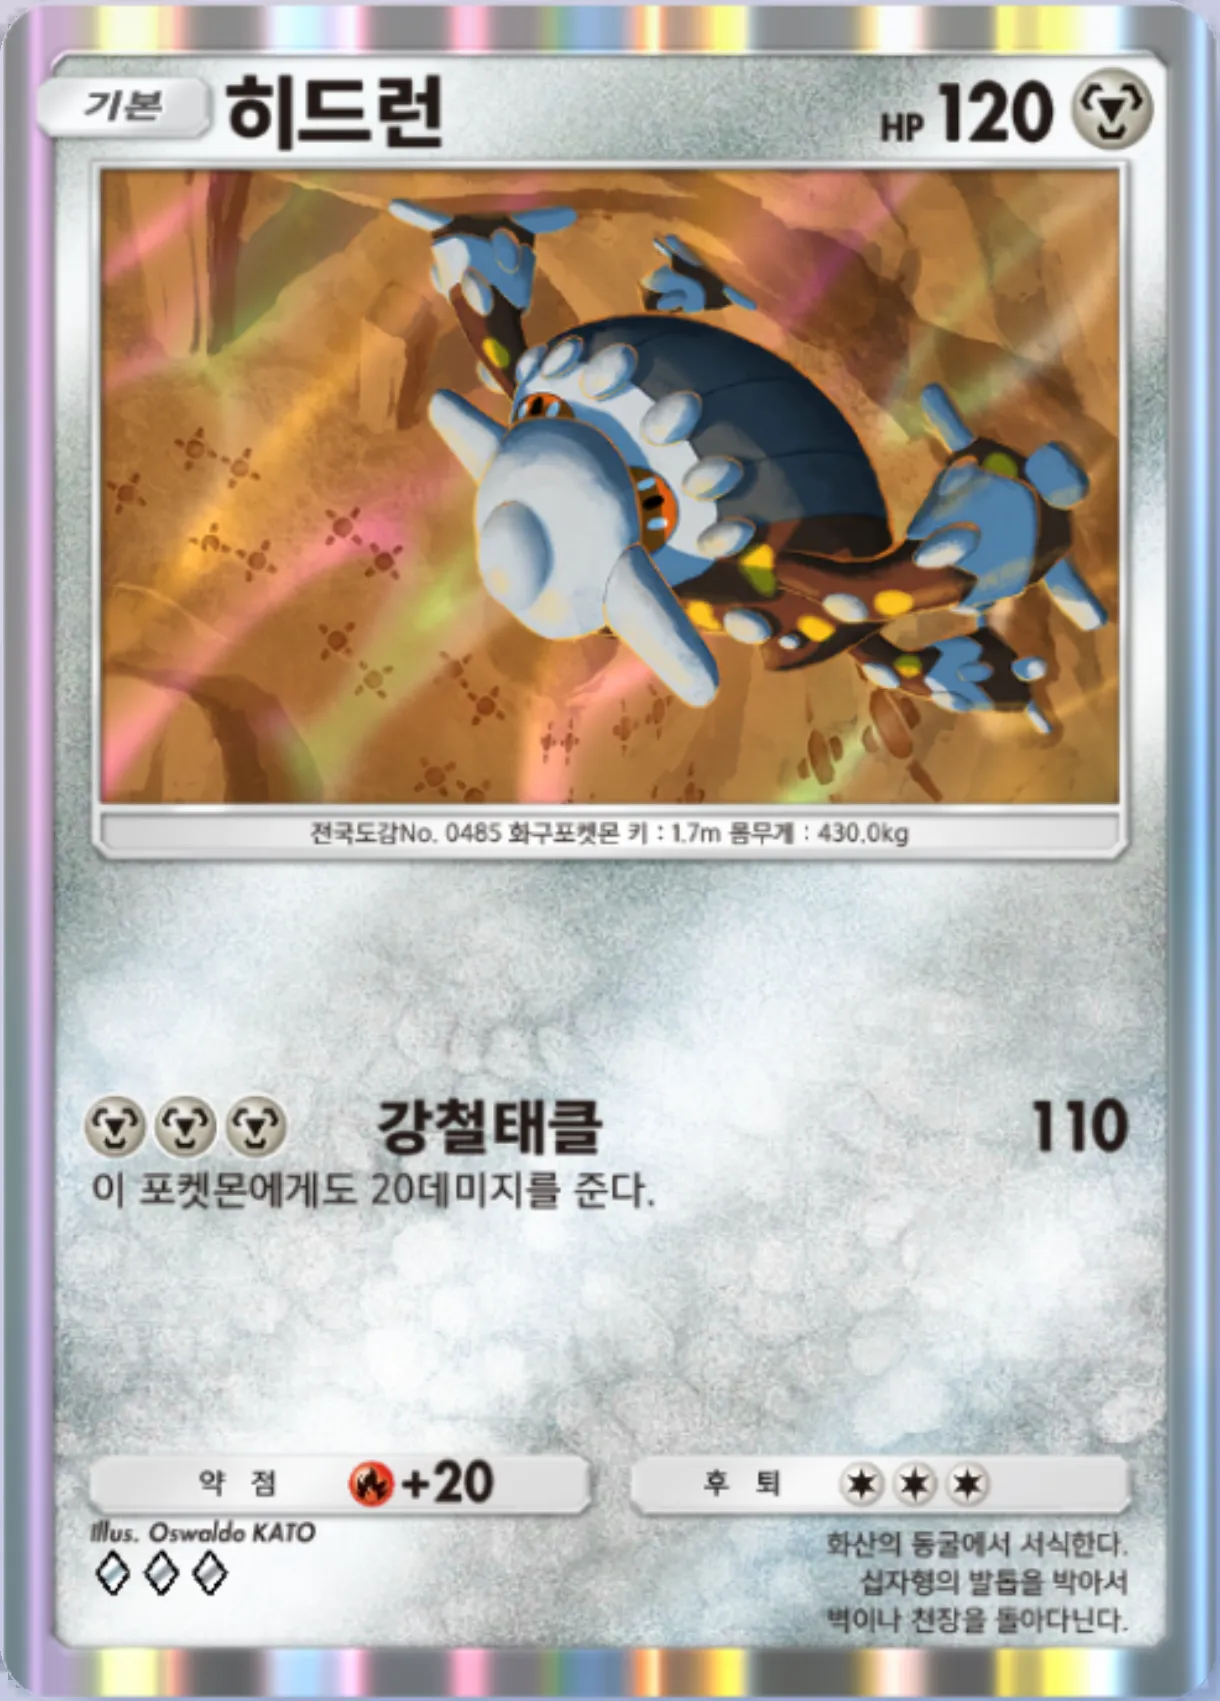 기본
히드런
HP 120
전국도감No. 0485 화구포켓몬 키 : 1.7m 몸무게 : 430.0kg
강철태클 110
이 포켓몬에게도 20데미지를 준다.
약 점 +20
후 퇴
Illus. Oswaldo KATO
화산의 동굴에서 서식한다.
십자형의 발톱을 박아서
벽이나 천장을 돌아다닌다.